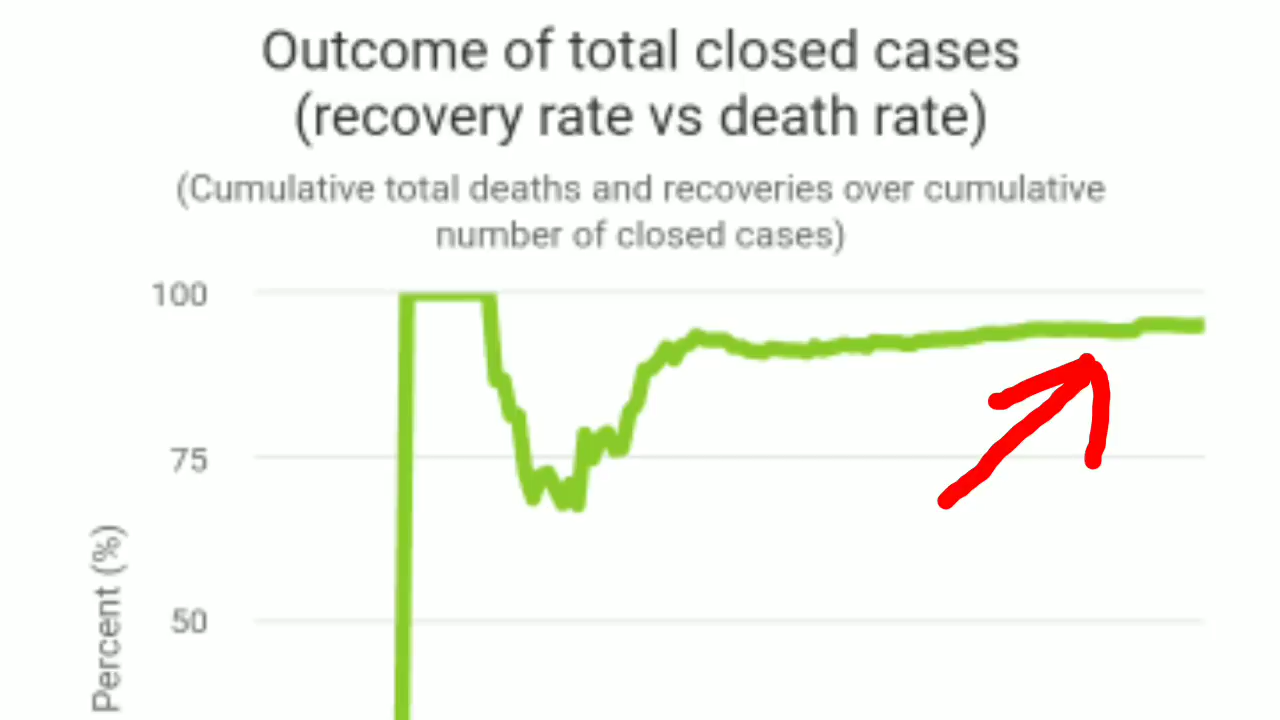 Outcome of total closed cases
(recovery rate vs death rate)
(Cumulative total deaths and recoveries over cumulative
number of closed cases)
100
75
50
Percent (%)